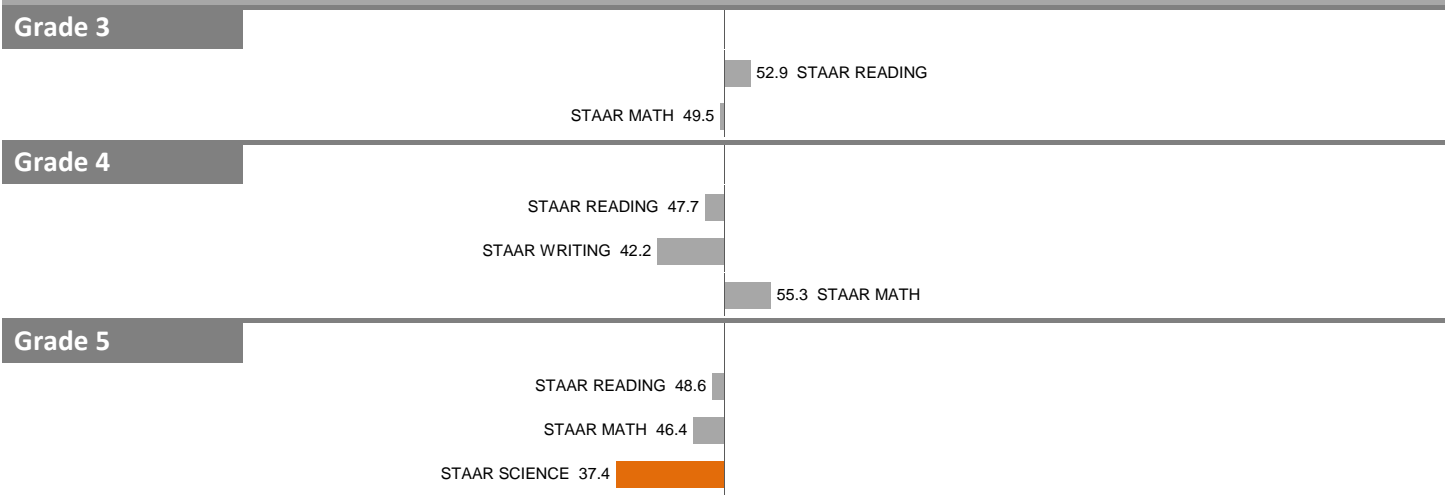 Grade 3
52.9 STAAR READING
STAAR MATH 49.5
Grade 4
STAAR READING 47.7
STAAR WRITING 42.2
55.3 STAAR MATH
Grade 5
STAAR READING 48.6
STAAR MATH 46.4
STAAR SCIENCE 37.4